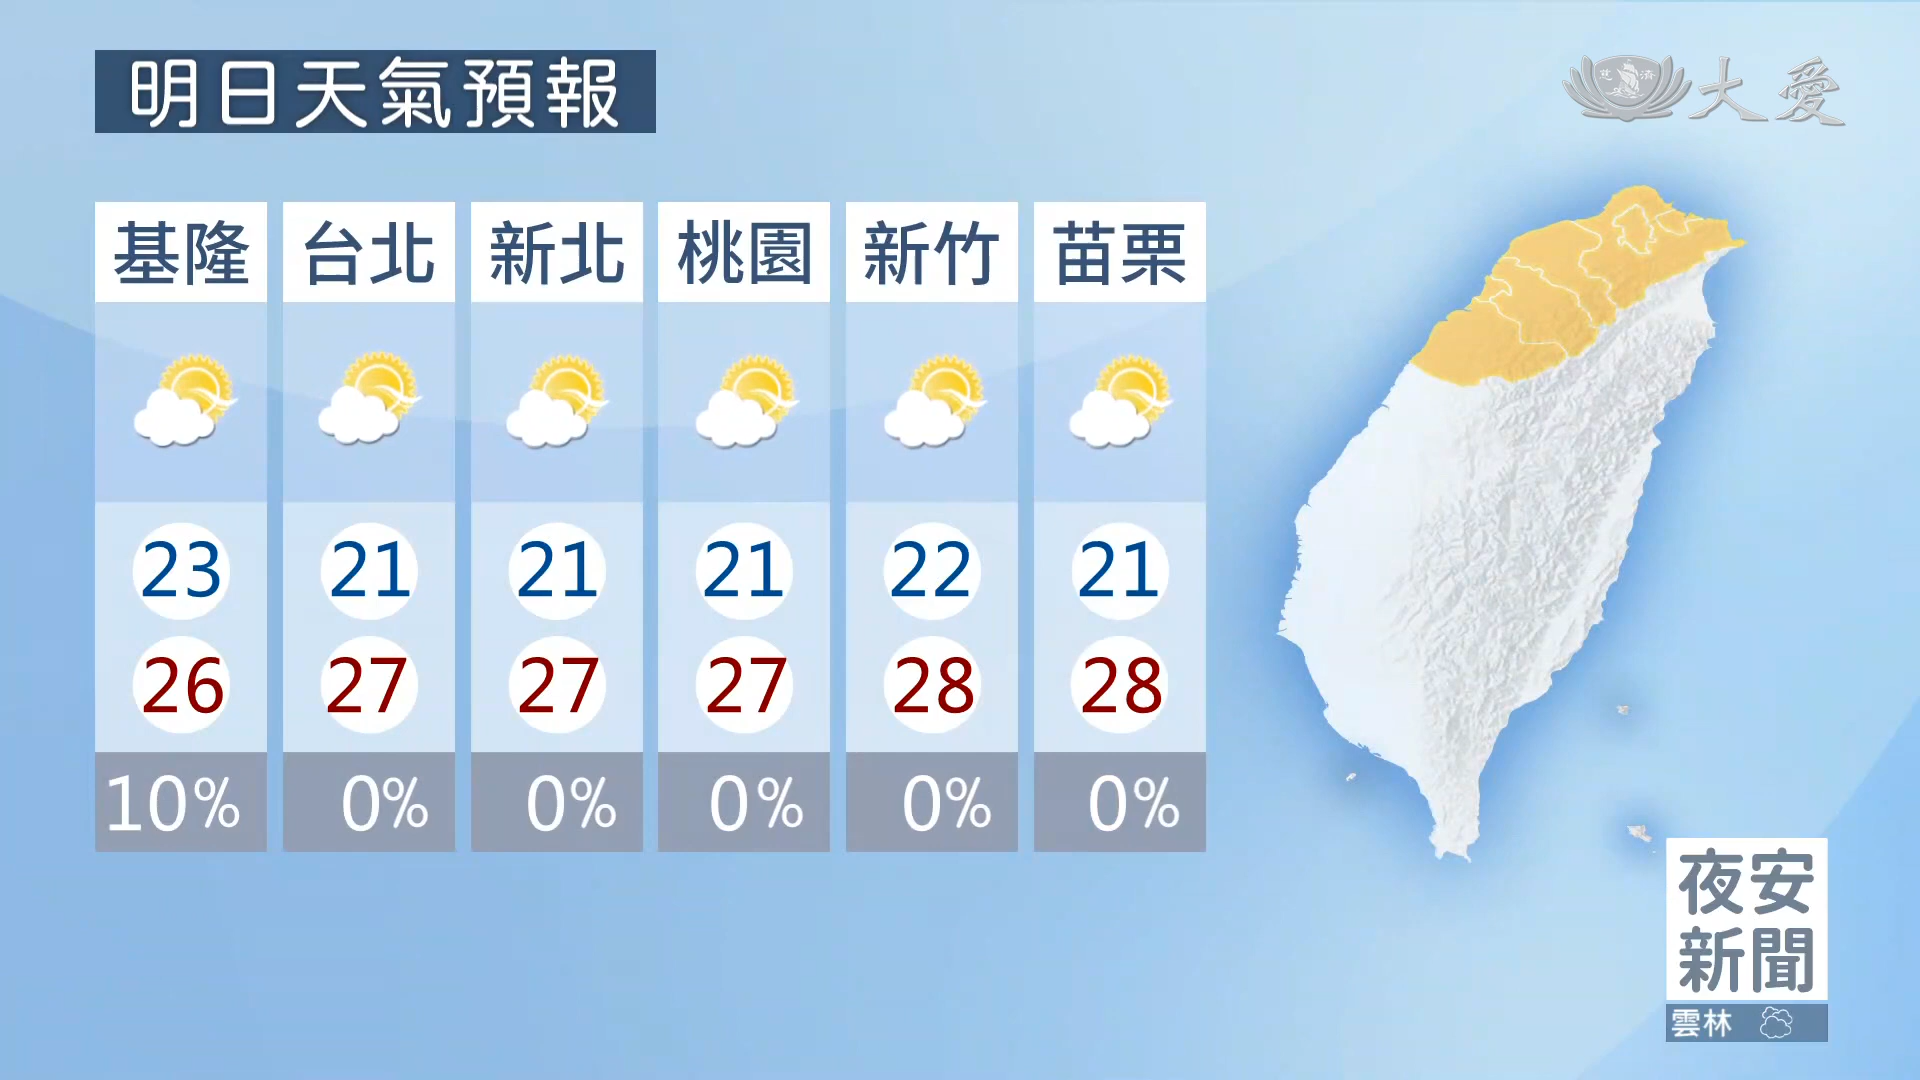 明日天氣預報
慈濟
大愛
基隆 台北 新北 桃園 新竹 苗栗
23 21 21 21 22 21
26 27 27 27 28 28
10% 0% 0% 0% 0% 0%
夜安
新聞
雲林